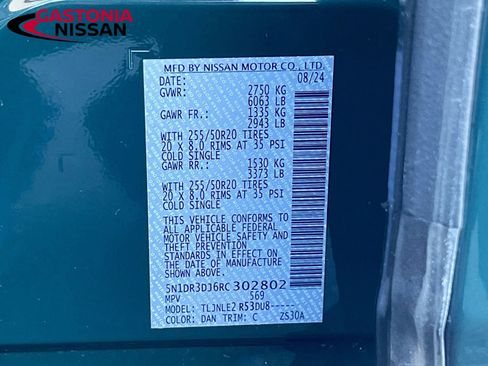 GASTONIA
NISSAN
MFD BY NISSAN MOTOR CO., LTD.
DATE: 08/24
GVWR: 2750 KG
6063 LB
GAWR FR.: 1335 KG
2943 LB
WITH 255/50R20 TIRES
20 X 8.0 RIMS AT 35 PSI
COLD SINGLE
GAWR RR.: 1530 KG
3373 LB
WITH 255/50R20 TIRES
20 X 8.0 RIMS AT 35 PSI
COLD SINGLE
THIS VEHICLE CONFORMS TO
ALL APPLICABLE FEDERAL
MOTOR VEHICLE SAFETY AND
THEFT PREVENTION
STANDARDS IN EFFECT ON
THE DATE OF MANUFACTURE
SHOWN ABOVE.
5N1DR3DJ6RC302802
MPV 569
MODEL: TLJNLE2 R53DU8-----
COLOR: DAN TRIM: C ZS30A